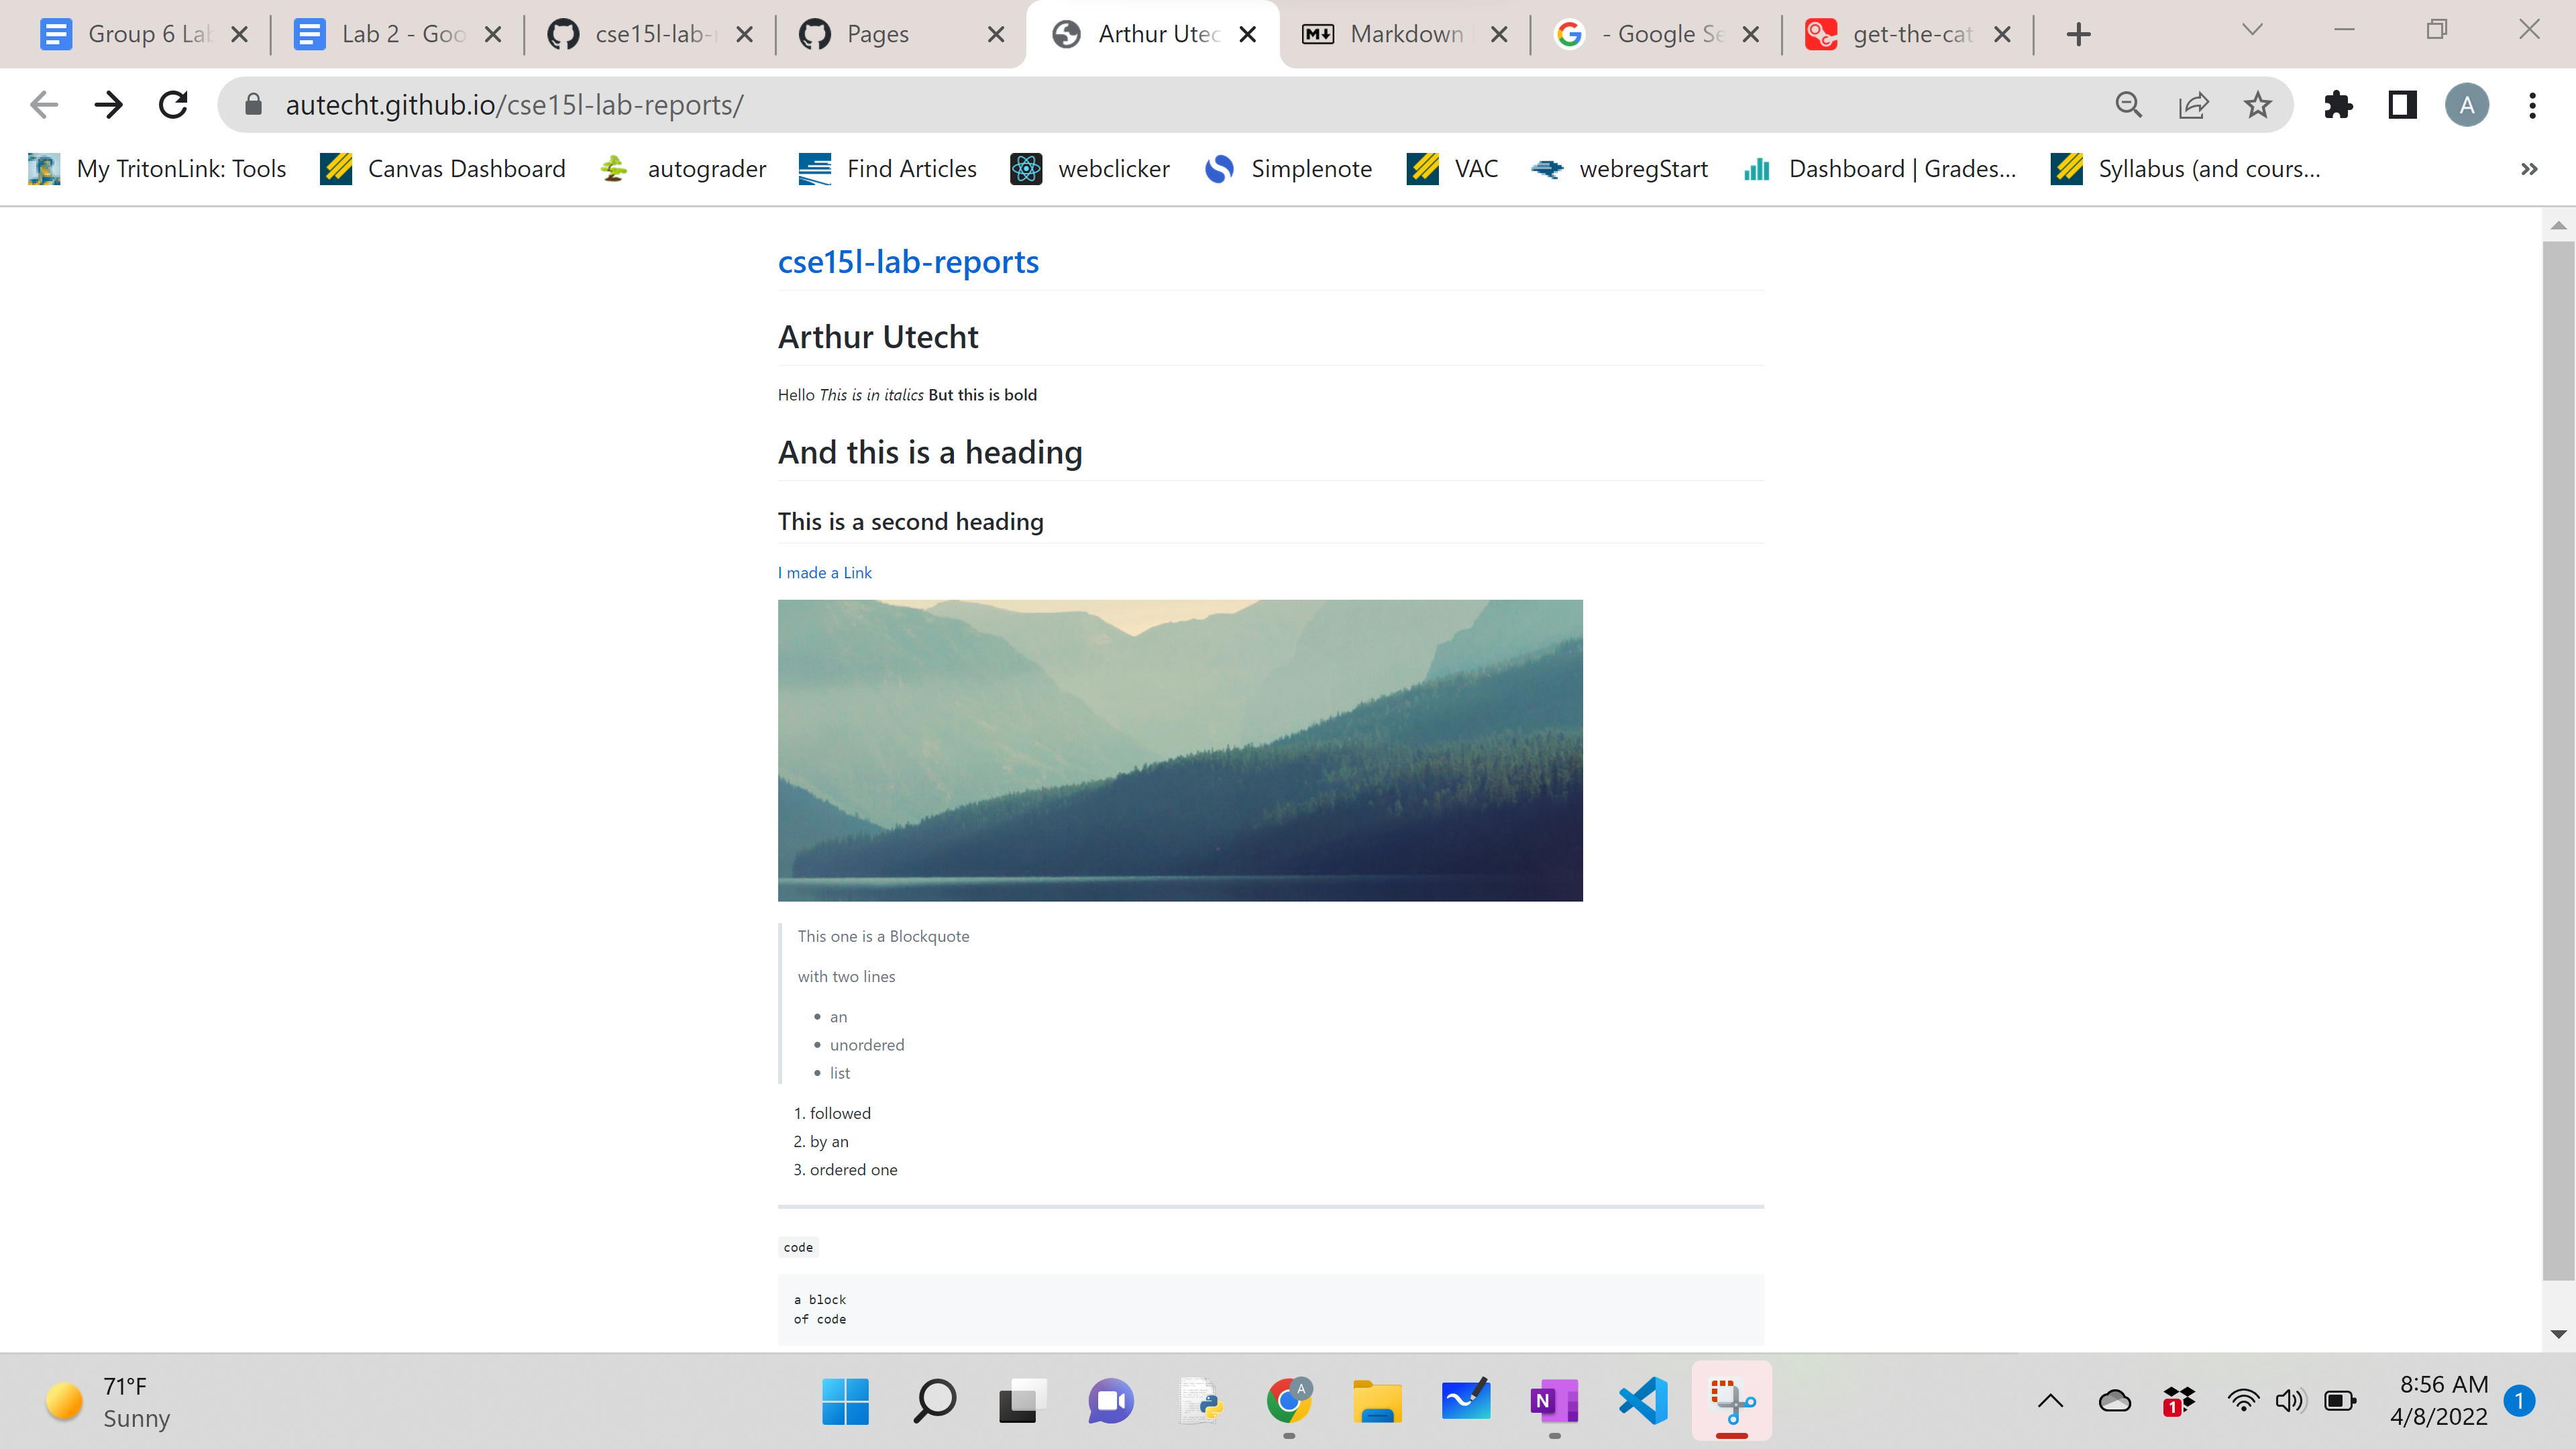 Group 6 Lab
Lab 2 - Goo
cse15l-lab-r
Pages
Arthur Utec
Markdown
- Google Se
get-the-cat
autecht.github.io/cse15l-lab-reports/
A
My TritonLink: Tools
Canvas Dashboard
autograder
Find Articles
webclicker
Simplenote
VAC
webregStart
Dashboard | Grades...
Syllabus (and cours...
cse15l-lab-reports
Arthur Utecht
Hello This is in italics But this is bold
And this is a heading
This is a second heading
I made a Link
This one is a Blockquote
with two lines
• an
• unordered
• list
1. followed
2. by an
3. ordered one
code
a block
of code
71°F
Sunny
A
N
1
8:56 AM
4/8/2022
1